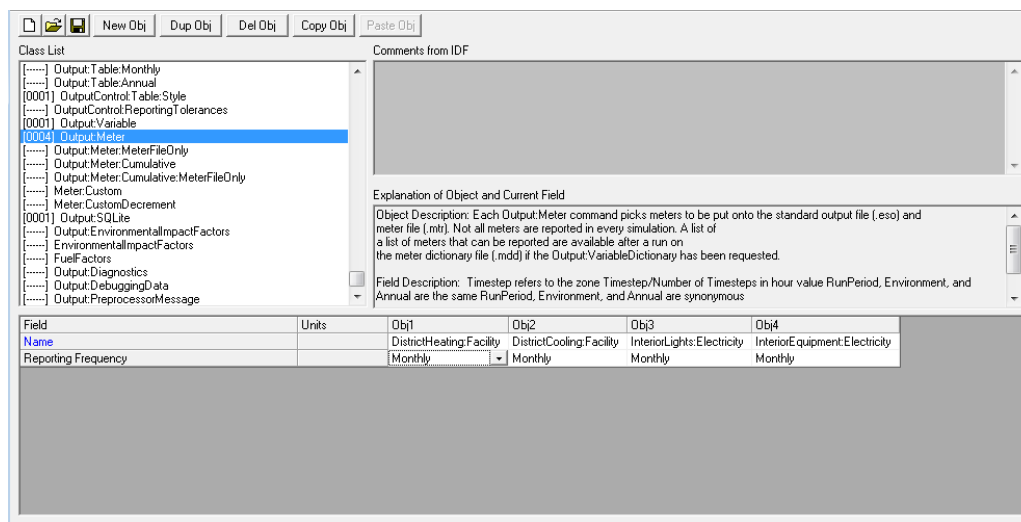 New Obj Dup Obj Del Obj Copy Obj Paste Obj
Class List
[------] Output:Table:Monthly
[------] Output:Table:Annual
[0001] OutputControl:Table:Style
[------] OutputControl:ReportingTolerances
[0001] Output:Variable
[0004] Output:Meter
[------] Output:Meter:MeterFileOnly
[------] Output:Meter:Cumulative
[------] Output:Meter:Cumulative:MeterFileOnly
[------] Meter:Custom
[------] Meter:CustomDecrement
[0001] Output:SQLite
[------] Output:EnvironmentalImpactFactors
[------] EnvironmentalImpactFactors
[------] FuelFactors
[------] Output:Diagnostics
[------] Output:DebuggingData
[------] Output:PreprocessorMessage
Comments from IDF
Explanation of Object and Current Field
Object Description: Each Output:Meter command picks meters to be put onto the standard output file (.eso) and
meter file (.mtr). Not all meters are reported in every simulation. A list of
a list of meters that can be reported are available after a run on
the meter dictionary file (.mdd) if the Output:VariableDictionary has been requested.
Field Description: Timestep refers to the zone Timestep/Number of Timesteps in hour value RunPeriod, Environment, and
Annual are the same RunPeriod, Environment, and Annual are synonymous
Field Units Obj1 Obj2 Obj3 Obj4
Name DistrictHeating:Facility DistrictCooling:Facility InteriorLights:Electricity InteriorEquipment:Electricity
Reporting Frequency Monthly Monthly Monthly Monthly